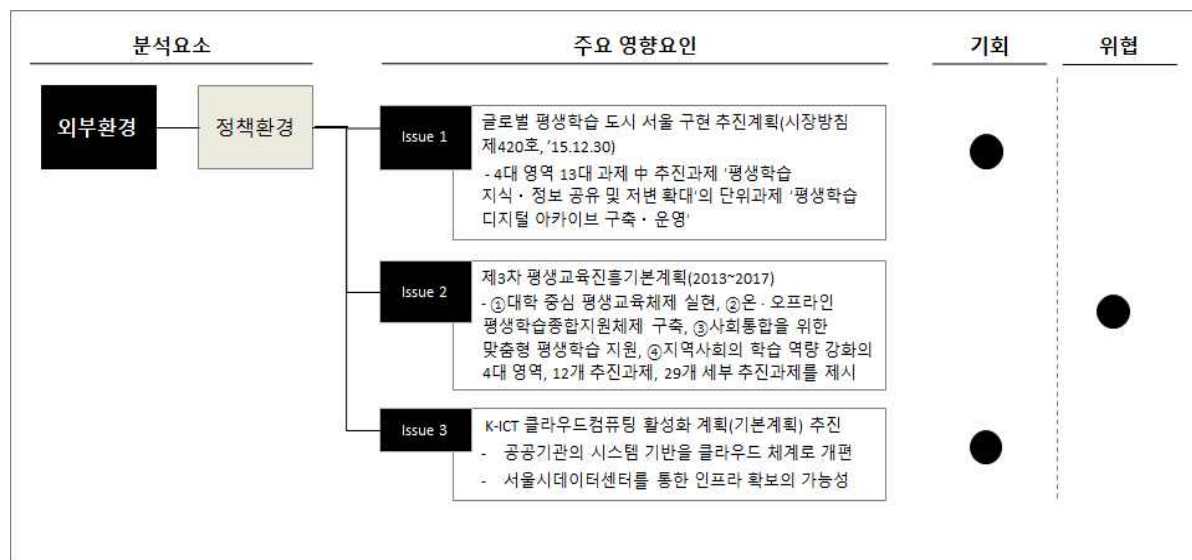 분석요소
주요 영향요인
기회
위협
외부환경
정책환경
Issue 1
글로벌 평생학습 도시 서울 구현 추진계획(시장방침
제420호, '15.12.30)
- 4대 영역 13대 과제 中 추진과제 '평생학습
지식・정보 공유 및 저변 확대'의 단위과제 '평생학습
디지털 아카이브 구축・운영'
Issue 2
제3차 평생교육진흥기본계획(2013~2017)
- ①대학 중심 평생교육체제 실현, ②온・오프라인
평생학습종합지원체제 구축, ③사회통합을 위한
맞춤형 평생학습 지원, ④지역사회의 학습 역량 강화의
4대 영역, 12개 추진과제, 29개 세부 추진과제를 제시
Issue 3
K-ICT 클라우드컴퓨팅 활성화 계획(기본계획) 추진
- 공공기관의 시스템 기반을 클라우드 체계로 개편
- 서울시데이터센터를 통한 인프라 확보의 가능성